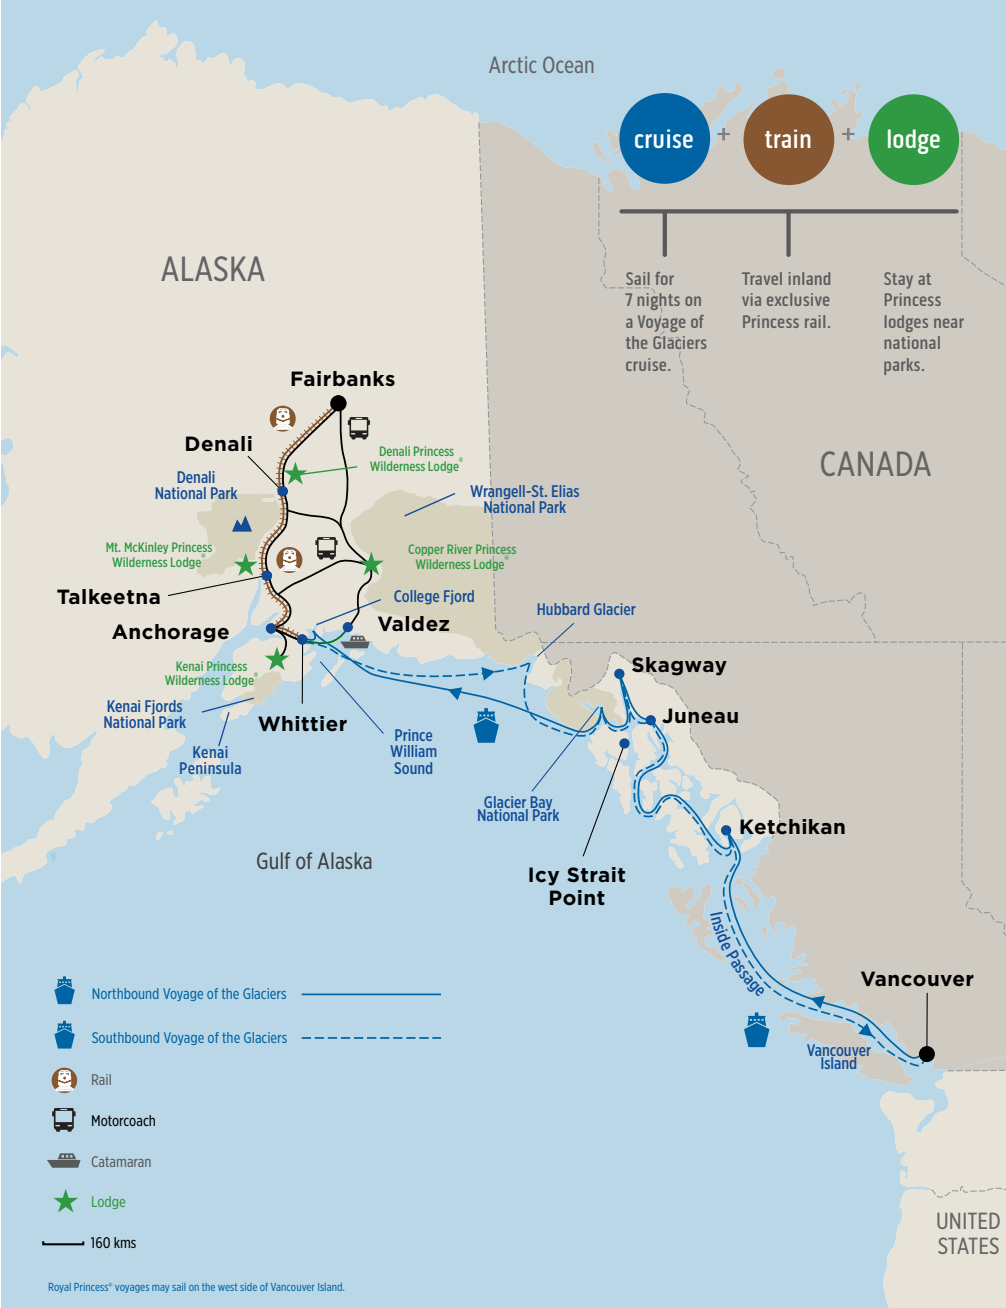 Arctic Ocean
cruise
+
train
+
lodge
ALASKA
Sail for
7 nights on
a Voyage of
the Glaciers
cruise.
Travel inland
via exclusive
Princess rail.
Stay at
Princess
lodges near
national
parks.
Fairbanks
Denali
Denali Princess
Wilderness Lodge®
CANADA
Denali
National Park
Wrangell-St. Elias
National Park
Mt. McKinley Princess
Wilderness Lodge®
Copper River Princess
Wilderness Lodge®
Talkeetna
College Fjord
Hubbard Glacier
Anchorage
Valdez
Skagway
Kenai Princess
Wilderness Lodge®
Kenai Fjords
National Park
Whittier
Juneau
Prince
William
Sound
Kenai
Peninsula
Glacier Bay
National Park
Ketchikan
Gulf of Alaska
Icy Strait
Point
Inside Passage
Vancouver
Northbound Voyage of the Glaciers
Southbound Voyage of the Glaciers
Vancouver
Island
Rail
Motorcoach
Catamaran
Lodge
UNITED
STATES
160 kms
Royal Princess® voyages may sail on the west side of Vancouver Island.